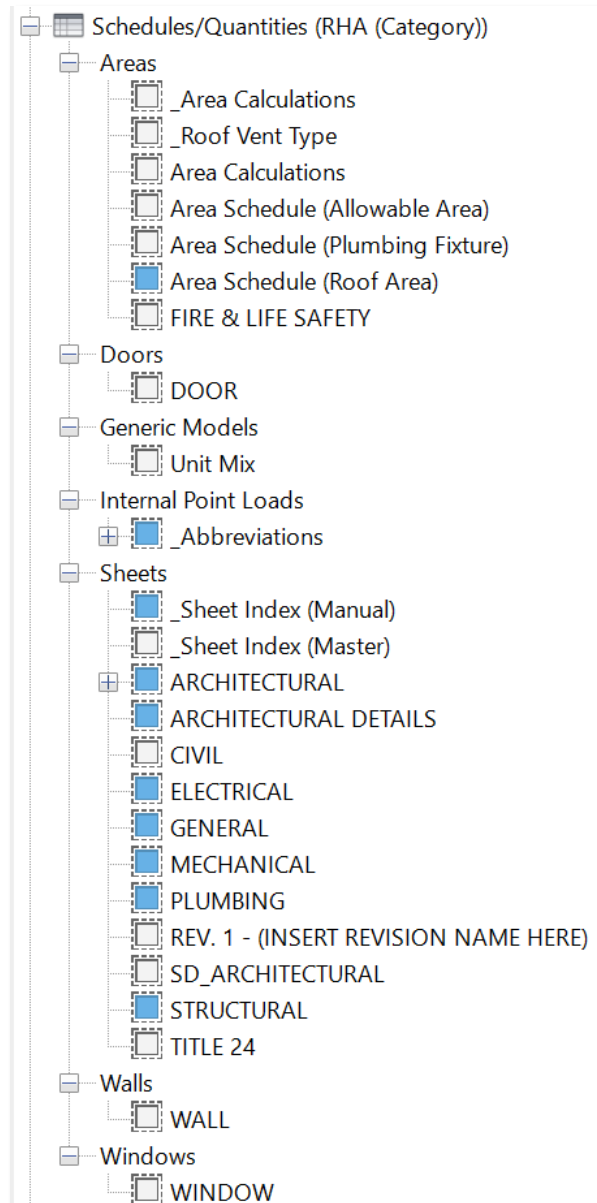 Schedules/Quantities (RHA (Category))
Areas
_Area Calculations
_Roof Vent Type
Area Calculations
Area Schedule (Allowable Area)
Area Schedule (Plumbing Fixture)
Area Schedule (Roof Area)
FIRE & LIFE SAFETY
Doors
DOOR
Generic Models
Unit Mix
Internal Point Loads
_Abbreviations
Sheets
_Sheet Index (Manual)
_Sheet Index (Master)
ARCHITECTURAL
ARCHITECTURAL DETAILS
CIVIL
ELECTRICAL
GENERAL
MECHANICAL
PLUMBING
REV. 1 - (INSERT REVISION NAME HERE)
SD_ARCHITECTURAL
STRUCTURAL
TITLE 24
Walls
WALL
Windows
WINDOW